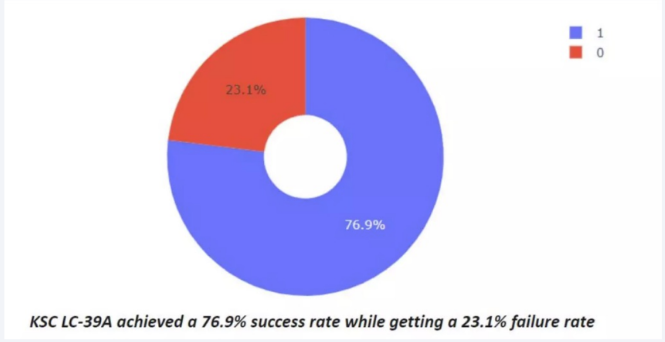 1
0
23.1%
76.9%
KSC LC-39A achieved a 76.9% success rate while getting a 23.1% failure rate